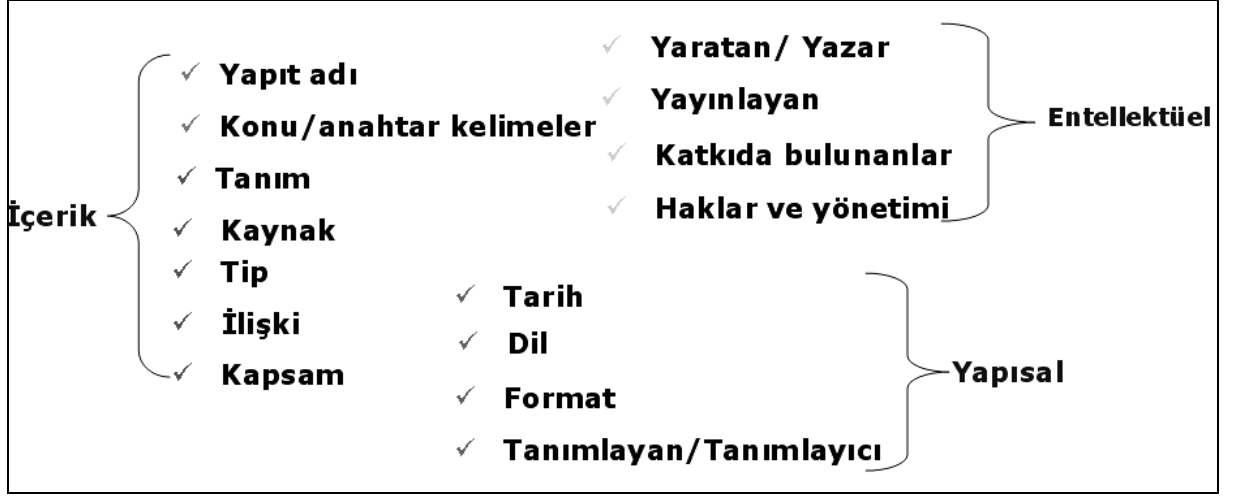 İçerik
Yapıt adı
Konu/anahtar kelimeler
Tanım
Kaynak
Tip
İlişki
Kapsam
Yaratan/ Yazar
Yayınlayan
Katkıda bulunanlar
Haklar ve yönetimi
Entellektüel
Tarih
Dil
Format
Tanımlayan/Tanımlayıcı
Yapısal